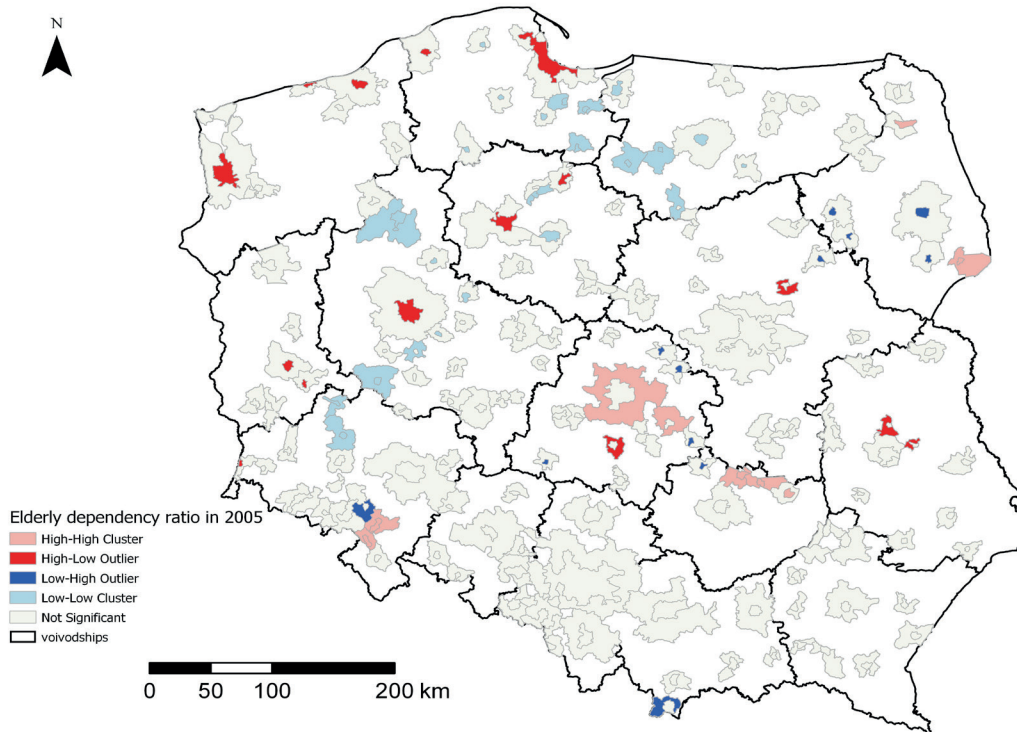 N
Elderly dependency ratio in 2005
High-High Cluster
High-Low Outlier
Low-High Outlier
Low-Low Cluster
Not Significant
voivodships
0 50 100 200 km